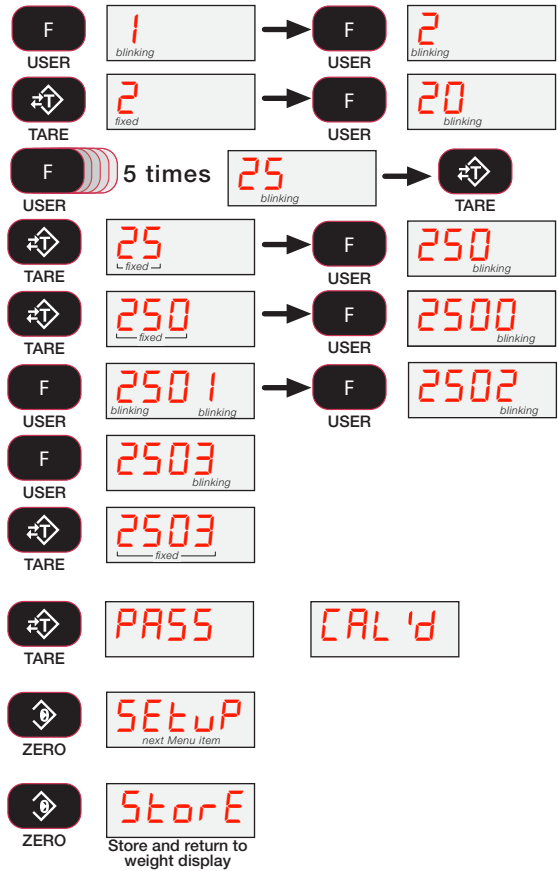 F 1 F 2
blinking blinking
USER USER
T 2 F 20
fixed blinking
TARE USER
F 5 times 25 T
blinking
USER TARE
T 25 F 250
fixed blinking
TARE USER
T 250 F 2500
fixed blinking
TARE USER
F 2501 F 2502
blinking blinking blinking
USER USER
F 2503
blinking
USER
T 2503
fixed
TARE
T PASS CAL 'd
TARE
0 SEtuP
next Menu item
ZERO
0 StorE
ZERO
Store and return to
weight display